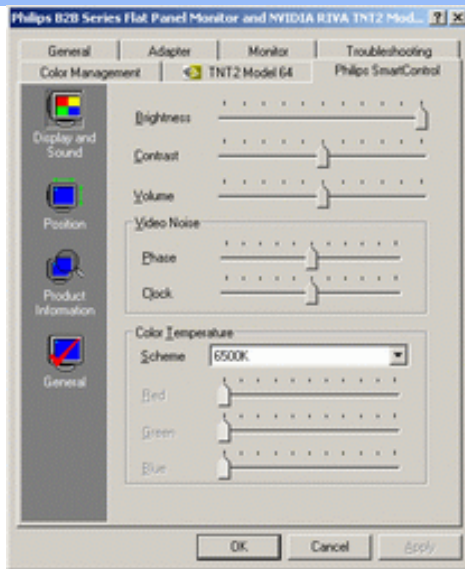 Philips B2B Series Flat Panel Monitor and NVIDIA RIVA TNT2 Mod...
General Adapter Monitor Troubleshooting
Color Management TNT2 Model 64 Philips SmartControl
Display and
Sound
Position
Product
Information
General
Brightness
Contrast
Volume
Video Noise
Phase
Clock
Color Temperature
Scheme 6500K
Red
Green
Blue
OK Cancel Apply